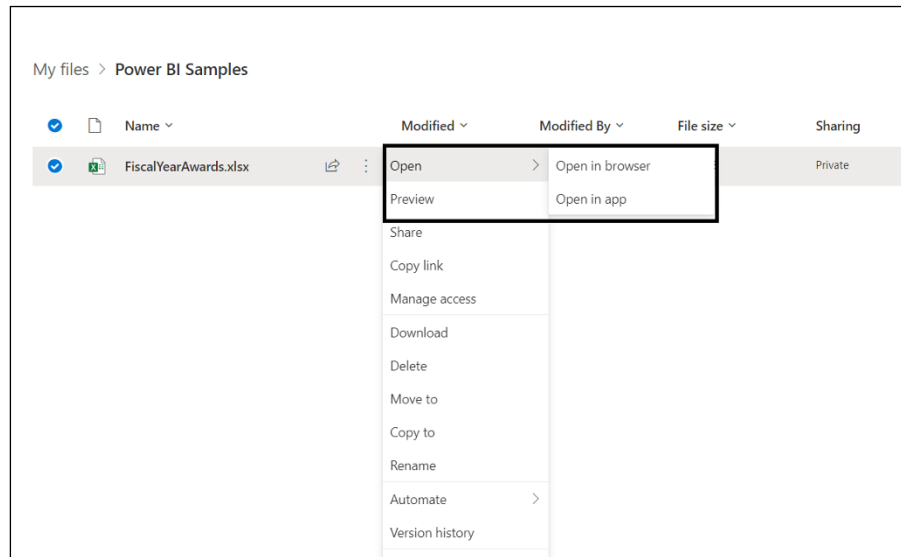 My files > Power BI Samples
Name Modified Modified By File size Sharing
FiscalYearAwards.xlsx Open > Open in browser Private
Preview Open in app
Share
Copy link
Manage access
Download
Delete
Move to
Copy to
Rename
Automate >
Version history